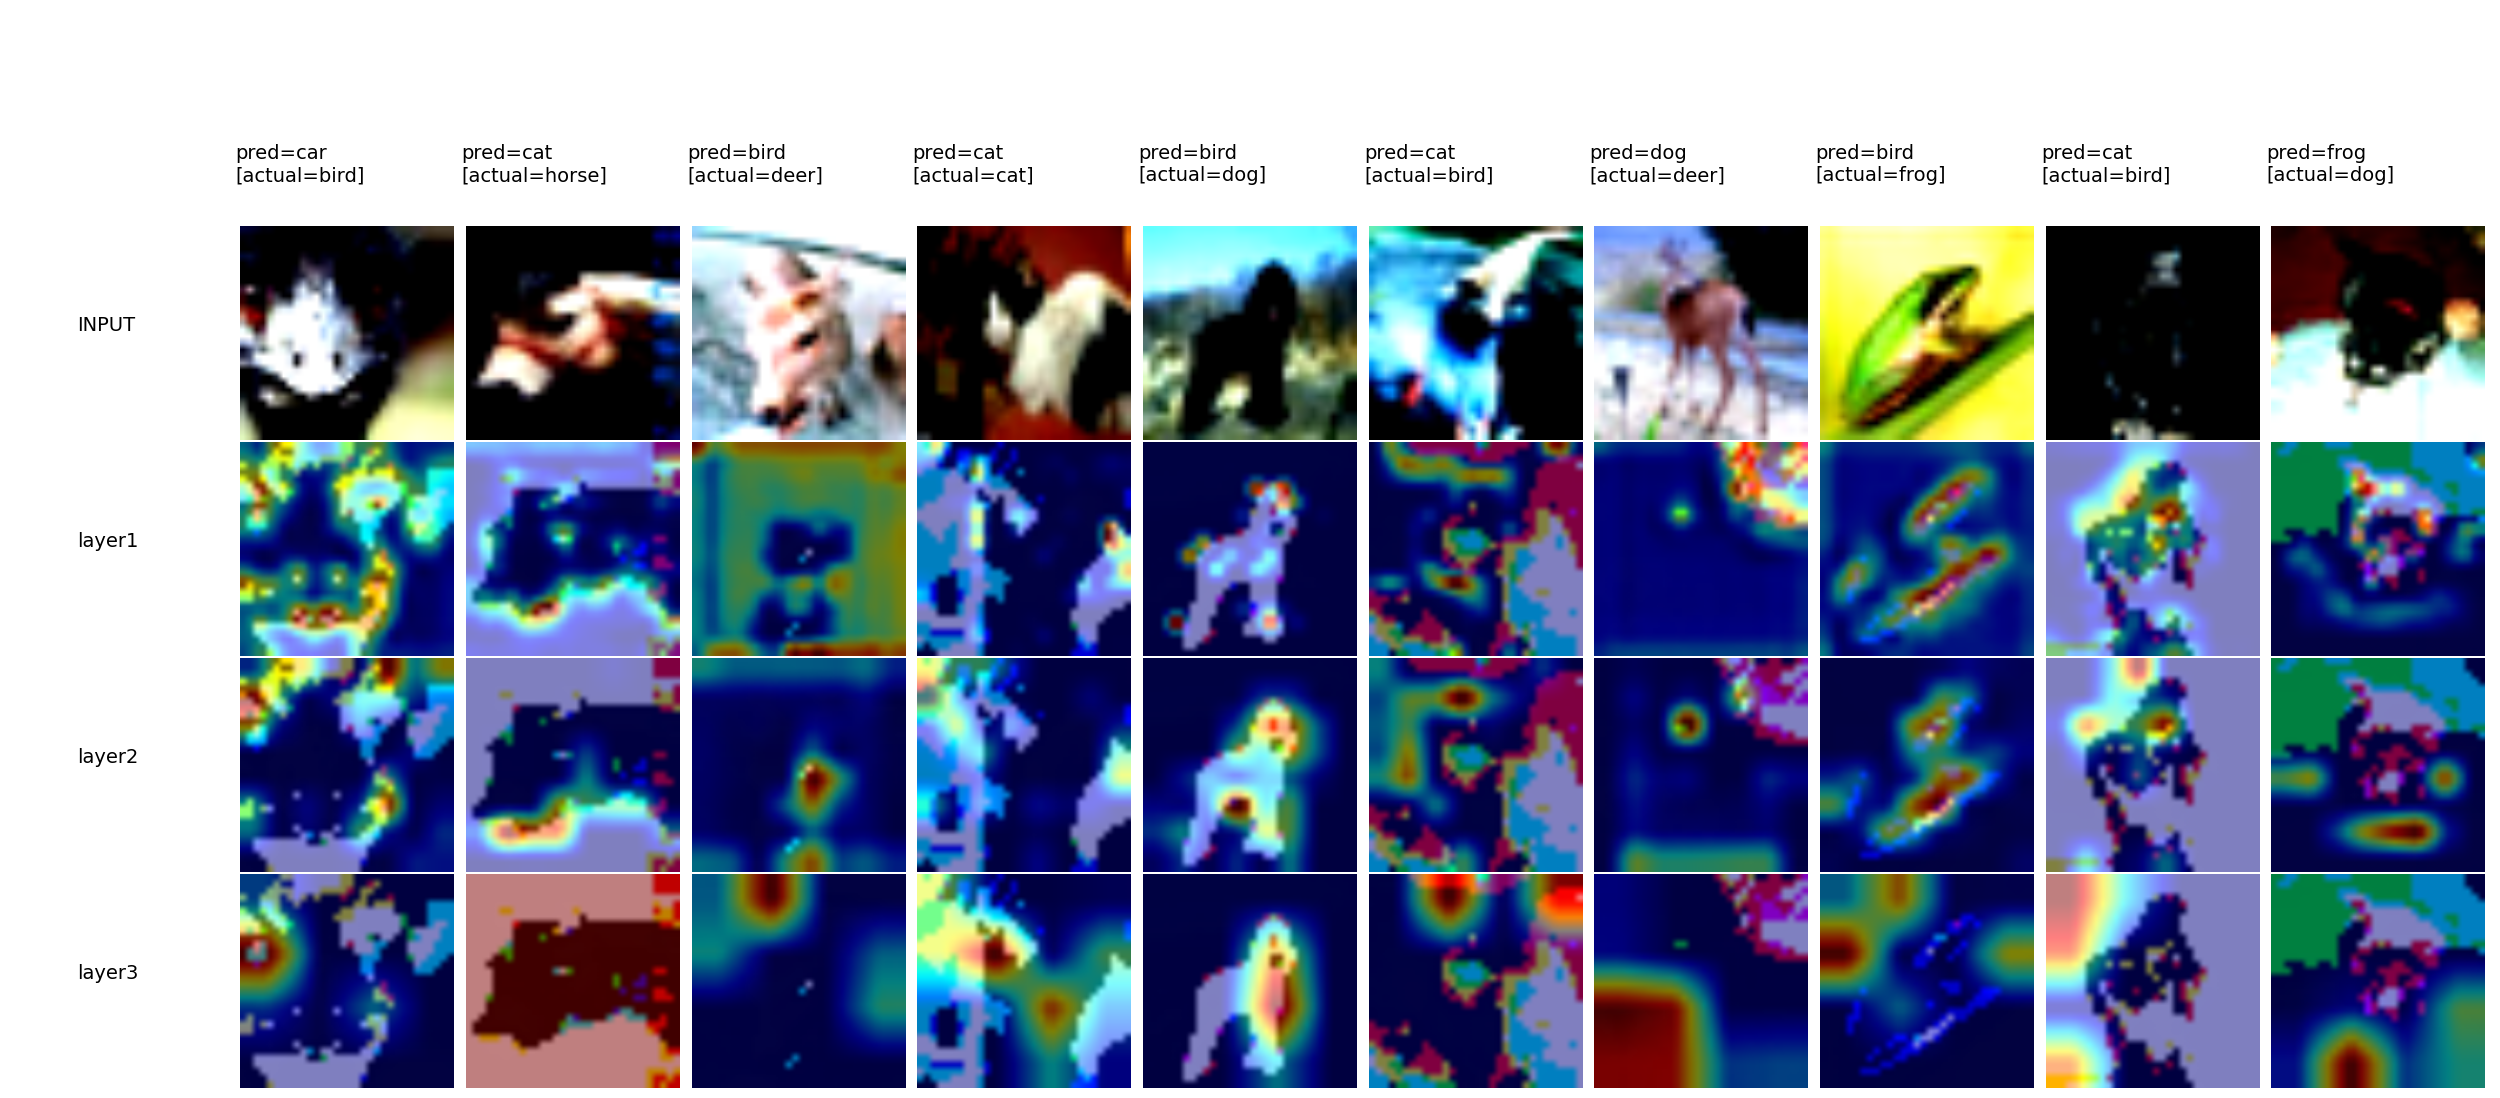 pred=car
[actual=bird]
pred=cat
[actual=horse]
pred=bird
[actual=deer]
pred=cat
[actual=cat]
pred=bird
[actual=dog]
pred=cat
[actual=bird]
pred=dog
[actual=deer]
pred=bird
[actual=frog]
pred=cat
[actual=bird]
pred=frog
[actual=dog]
INPUT
layer1
layer2
layer3